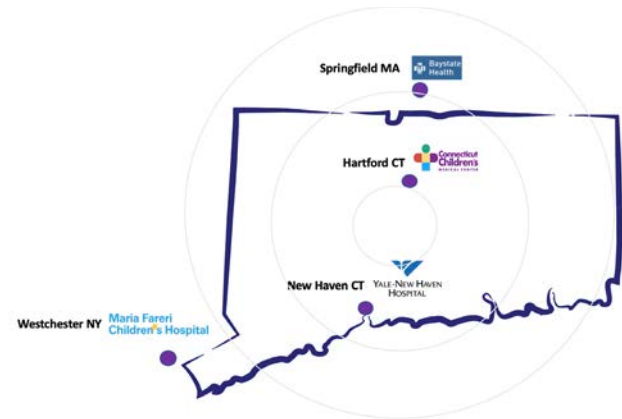 Springfield MA
Baystate
Health
Hartford CT
Connecticut
Children's
MEDICAL CENTER
New Haven CT
YALE-NEW HAVEN
HOSPITAL
Westchester NY
Maria Fareri
Children's Hospital